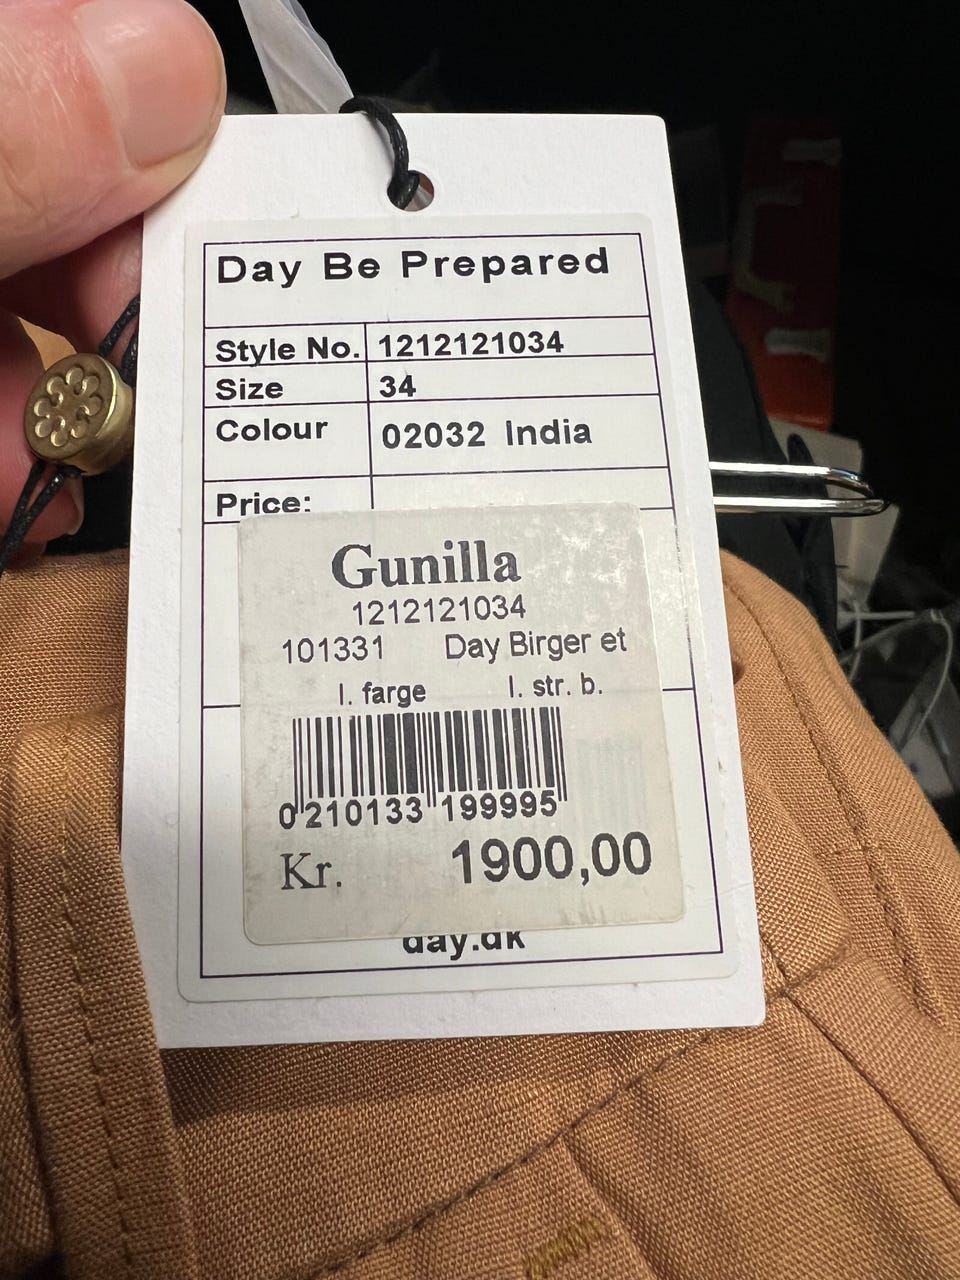 Day Be Prepared
Style No. 1212121034
Size 34
Colour 02032 India
Price:
Gunilla
1212121034
101331 Day Birger et
I. farge I. str. b.
0 210133 199995
Kr. 1900,00
day.dk